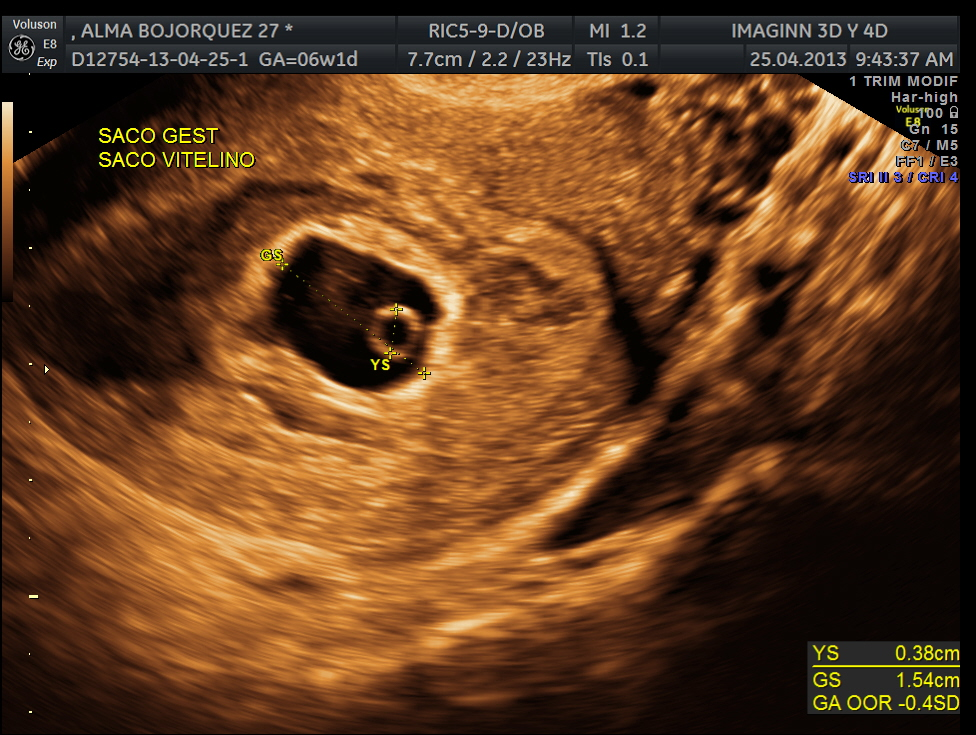 Voluson
E8
Exp
, ALMA BOJORQUEZ 27 *
D12754-13-04-25-1 GA=06w1d
RIC5-9-D/OB
7.7cm / 2.2 / 23Hz
MI 1.2
TIs 0.1
IMAGINN 3D Y 4D
25.04.2013 9:43:37 AM
1 TRIM MODIF
Har-high
Voluson
E8
100
Gn 15
C7 / M5
FF1 / E3
SRI II 3 / CRI 4
SACO GEST
SACO VITELINO
GS
YS
YS 0.38cm
GS 1.54cm
GA OOR -0.4SD